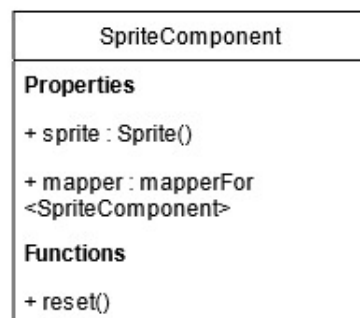 SpriteComponent
Properties
+ sprite : Sprite()
+ mapper : mapperFor
<SpriteComponent>
Functions
+ reset()